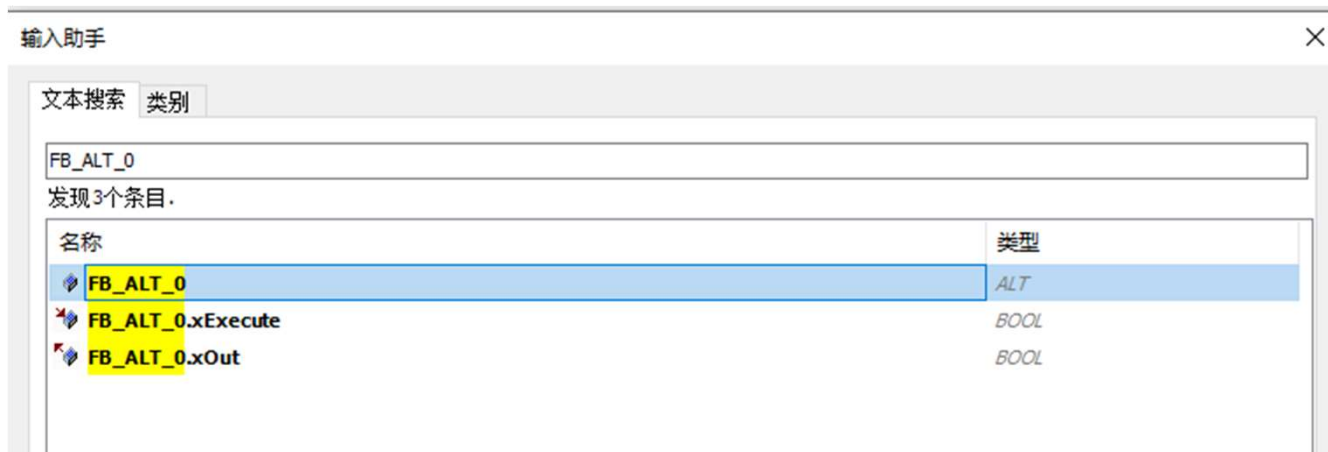 输入助手
文本搜索 类别
FB_ALT_0
发现3个条目.
名称 类型
FB_ALT_0 ALT
FB_ALT_0.xExecute BOOL
FB_ALT_0.xOut BOOL